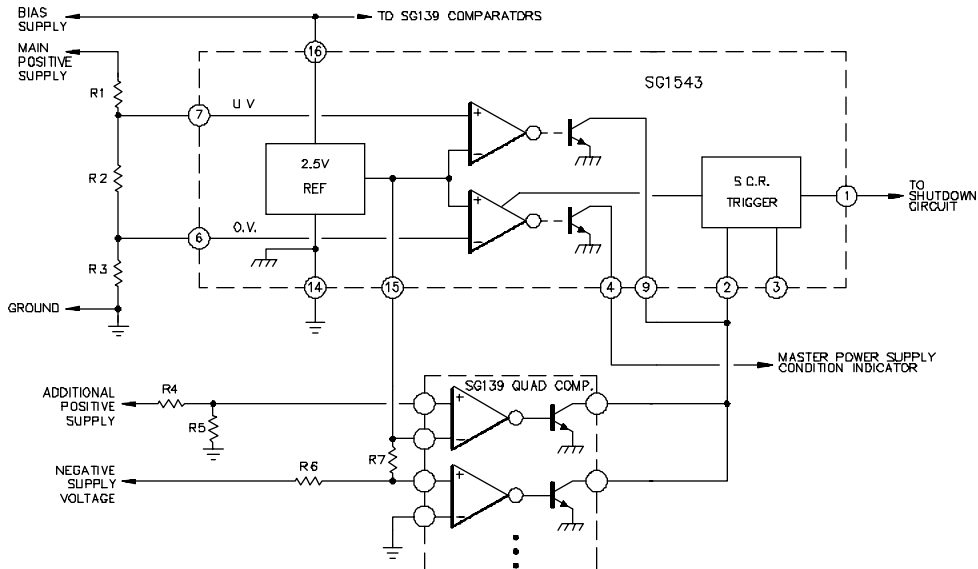 BIAS
SUPPLY
TO SG139 COMPARATORS
MAIN
POSITIVE
SUPPLY
16
SG1543
R1
7
U V
+
−
2.5V
REF
R2
S.C.R.
TRIGGER
1
TO
SHUTDOWN
CIRCUIT
+
−
6
O.V.
R3
14
15
4
9
2
3
GROUND
MASTER POWER SUPPLY
CONDITION INDICATOR
SG139 QUAD COMP.
ADDITIONAL
POSITIVE
SUPPLY
R4
R5
+
−
R7
NEGATIVE
SUPPLY
VOLTAGE
R6
+
−